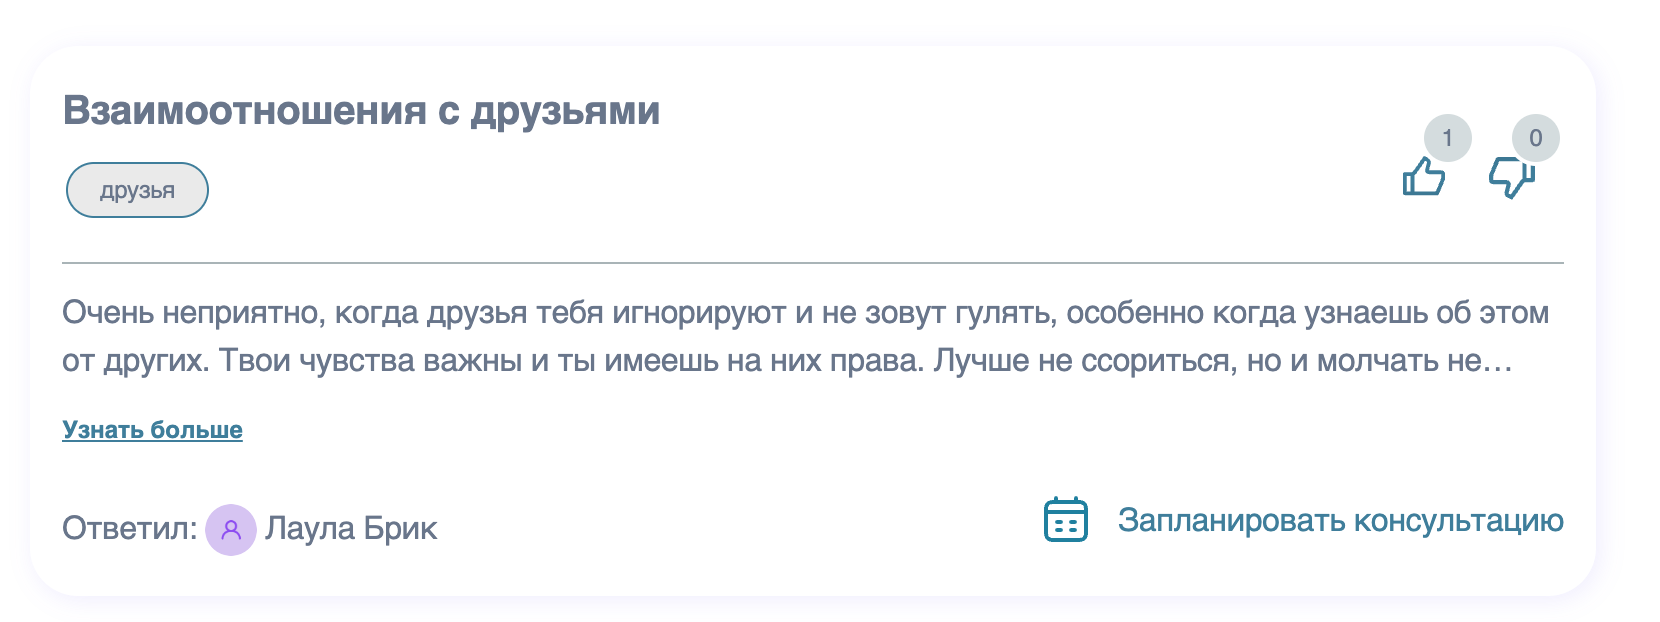 Взаимоотношения с друзьями
1
0
друзья
Очень неприятно, когда друзья тебя игнорируют и не зовут гулять, особенно когда узнаешь об этом
от других. Твои чувства важны и ты имеешь на них права. Лучше не ссориться, но и молчать не...
Узнать больше
Ответил: Лаула Брик
Запланировать консультацию